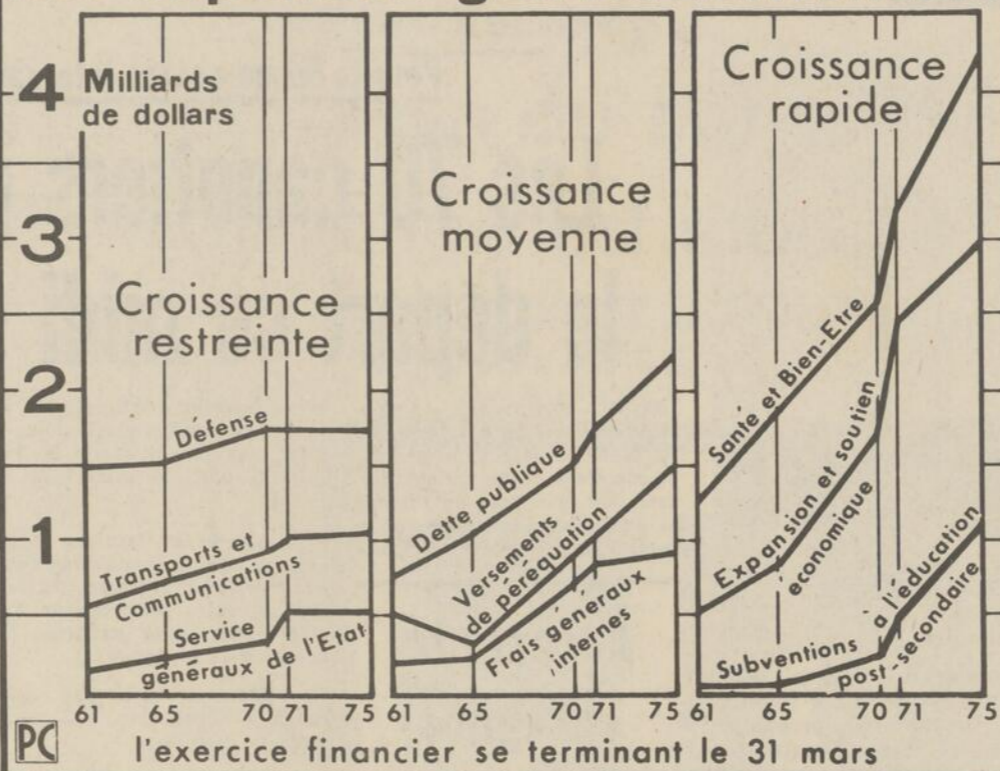 4 Milliards
de dollars
3
2
1
Croissance
restreinte
Défense
Transports et
Communications
Service
généraux de l'Etat
61 65 70 71 75
Croissance
moyenne
Dette publique
Versements
de péréquation
Frais generaux
internes
61 65 70 71 75
Croissance
rapide
Santé et Bien-Etre
Expansion et soutien
economique
Subventions à l'éducation
post-secondaire
61 65 70 71 75
PC
l'exercice financier se terminant le 31 mars